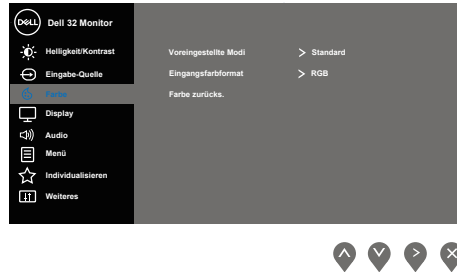 DELL Dell 32 Monitor
Helligkeit/Kontrast
Eingabe-Quelle
Farbe
Display
Audio
Menü
Individualisieren
Weiteres
Voreingestellte Modi > Standard
Eingangsfarbformat > RGB
Farbe zurücks.